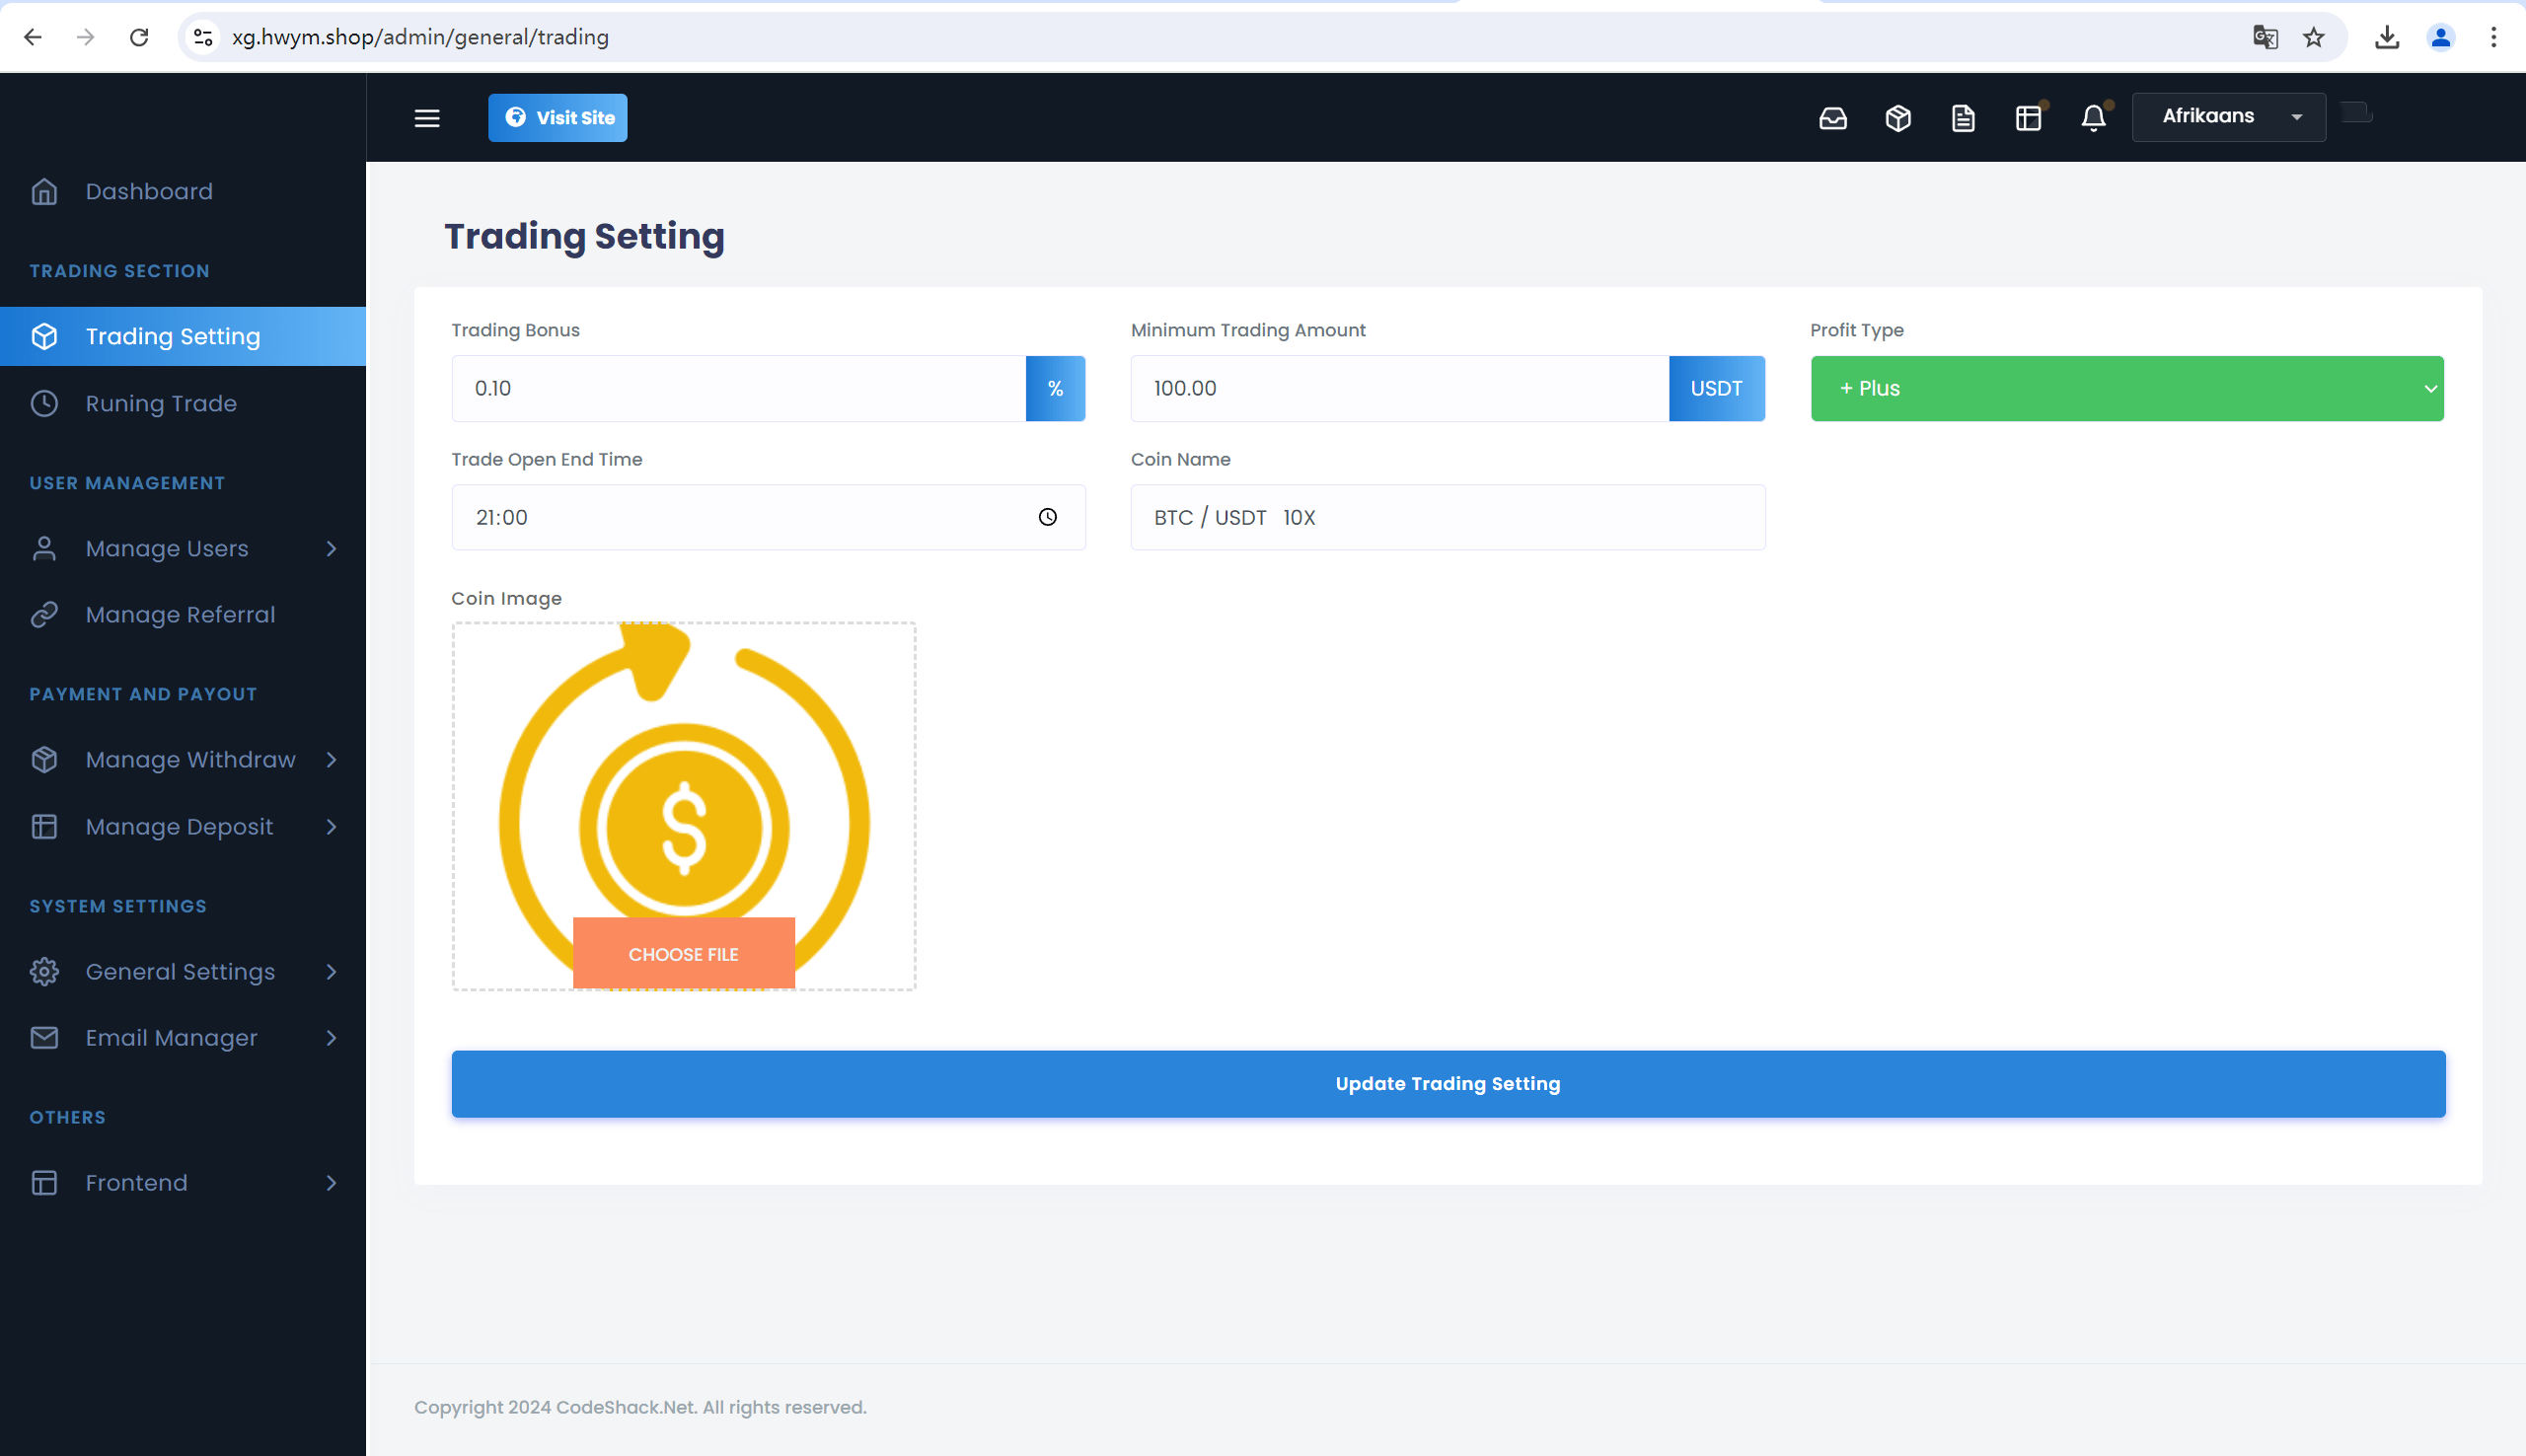 xg.hwym.shop/admin/general/trading
Visit Site
Afrikaans
Dashboard
TRADING SECTION
Trading Setting
Runing Trade
USER MANAGEMENT
Manage Users
Manage Referral
PAYMENT AND PAYOUT
Manage Withdraw
Manage Deposit
SYSTEM SETTINGS
General Settings
Email Manager
OTHERS
Frontend
Trading Setting
Trading Bonus
0.10 %
Minimum Trading Amount
100.00 USDT
Profit Type
+ Plus
Trade Open End Time
21:00
Coin Name
BTC / USDT 10X
Coin Image
$
CHOOSE FILE
Update Trading Setting
Copyright 2024 CodeShack.Net. All rights reserved.